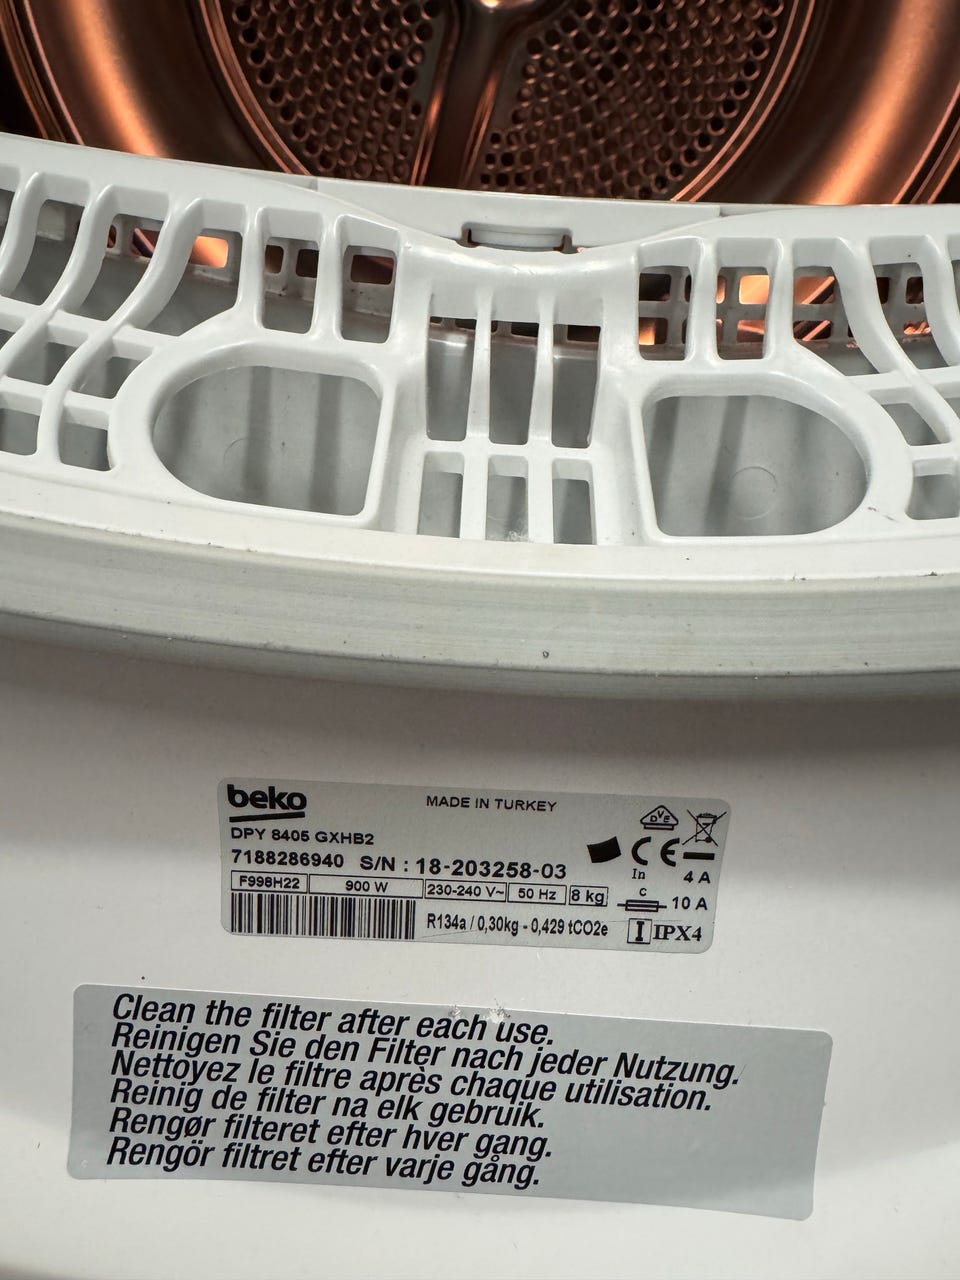 beko
MADE IN TURKEY
DVE
DPY 8405 GXHB2
7188286940 S/N : 18-203258-03
CE
In 4 A
F998H22 900 W 230-240 V~ 50 Hz 8 kg
c 10 A
R134a / 0,30kg - 0,429 tCO2e I IPX4
Clean the filter after each use.
Reinigen Sie den Filter nach jeder Nutzung.
Nettoyez le filtre après chaque utilisation.
Reinig de filter na elk gebruik.
Rengør filteret efter hver gang.
Rengör filtret efter varje gång.